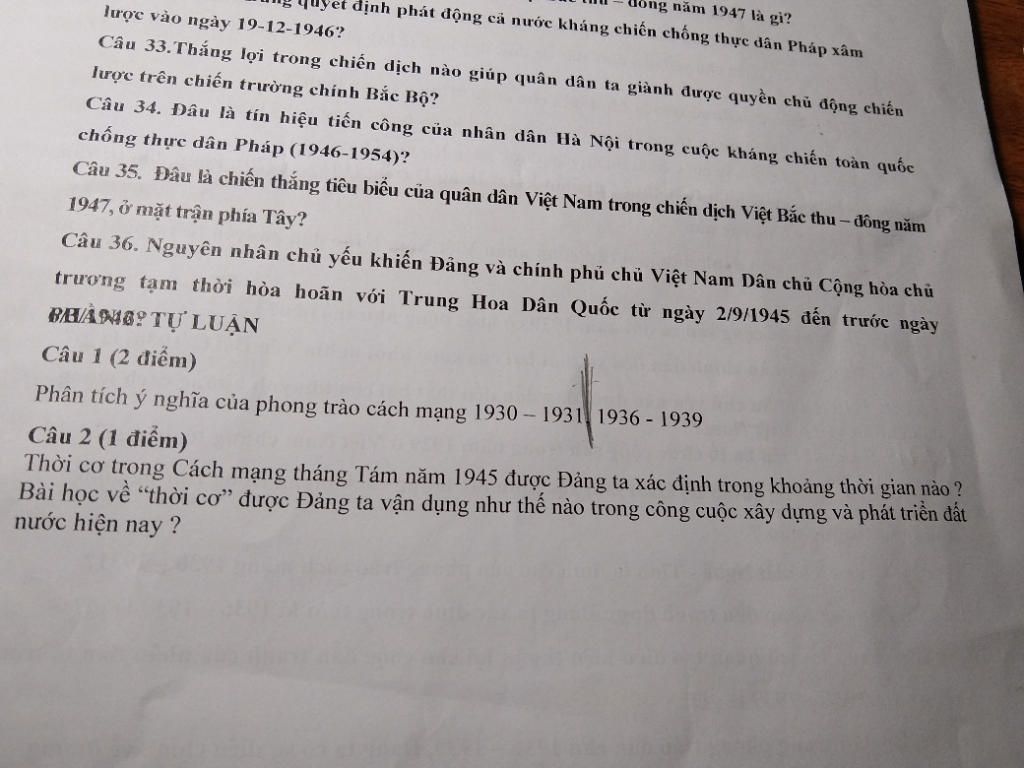 đông năm 1947 là gì?
quyết định phát động cả nước kháng chiến chống thực dân Pháp xâm
lược vào ngày 19-12-1946?
Câu 33.Thắng lợi trong chiến dịch nào giúp quân dân ta giành được quyền chủ động chiến
lược trên chiến trường chính Bắc Bộ?
Câu 34. Đâu là tín hiệu tiến công của nhân dân Hà Nội trong cuộc kháng chiến toàn quốc
chống thực dân Pháp (1946-1954)?
Câu 35. Đâu là chiến thắng tiêu biểu của quân dân Việt Nam trong chiến dịch Việt Bắc thu – đông năm
1947, ở mặt trận phía Tây?
Câu 36. Nguyên nhân chủ yếu khiến Đảng và chính phủ chủ Việt Nam Dân chủ Cộng hòa chủ
trương tạm thời hòa hoãn với Trung Hoa Dân Quốc từ ngày 2/9/1945 đến trước ngày
TỰ LUẬN
Câu 1 (2 điểm)
Phân tích ý nghĩa của phong trào cách mạng 1930 – 1931 1936 - 1939
Câu 2 (1 điểm)
Thời cơ trong Cách mạng tháng Tám năm 1945 được Đảng ta xác định trong khoảng thời gian nào ?
Bài học về “thời cơ” được Đảng ta vận dụng như thế nào trong công cuộc xây dựng và phát triển đất
nước hiện nay ?